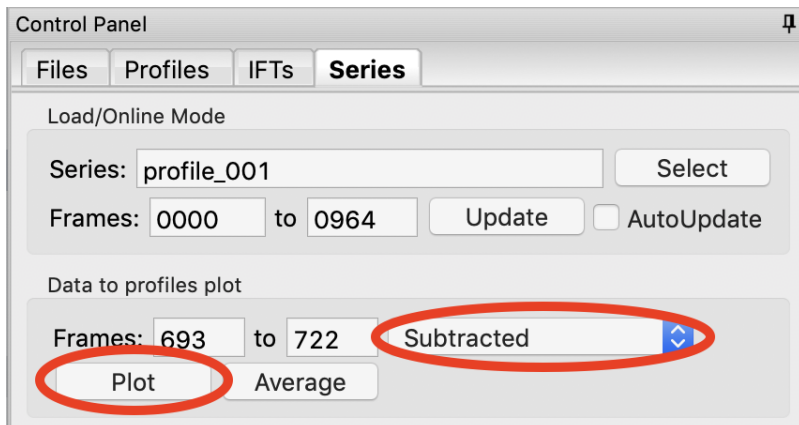 Control Panel
Files Profiles IFTs Series
Load/Online Mode
Series: profile_001 Select
Frames: 0000 to 0964 Update AutoUpdate
Data to profiles plot
Frames: 693 to 722 Subtracted
Plot Average